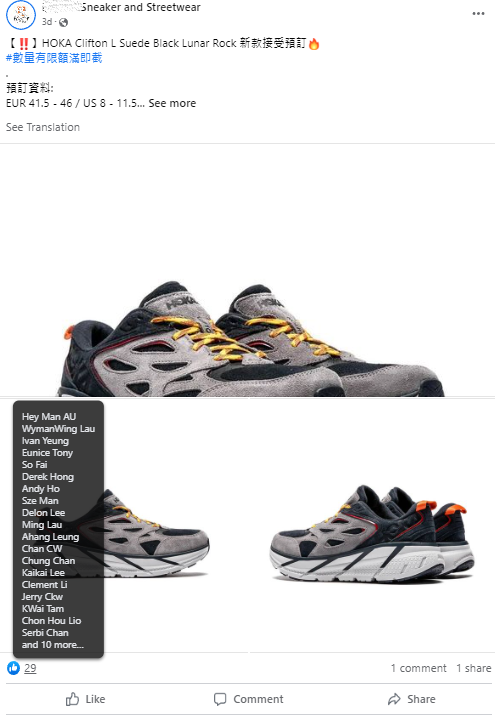 Sneaker and Streetwear
3d
【‼️】HOKA Clifton L Suede Black Lunar Rock 新款接受預訂🔥
#數量有限額滿即截
.
預訂資料:
EUR 41.5 - 46 / US 8 - 11.5... See more
See Translation
HOKA
Hey Man AU
WymanWing Lau
Ivan Yeung
Eunice Tony
So Fai
Derek Hong
Andy Ho
Sze Man
Delon Lee
Ming Lau
Ahang Leung
Chan CW
Chung Chan
Kaikai Lee
Clement Li
Jerry Ckw
KWai Tam
Chon Hou Lio
Serbi Chan
and 10 more...
29
1 comment 1 share
Like Comment Share